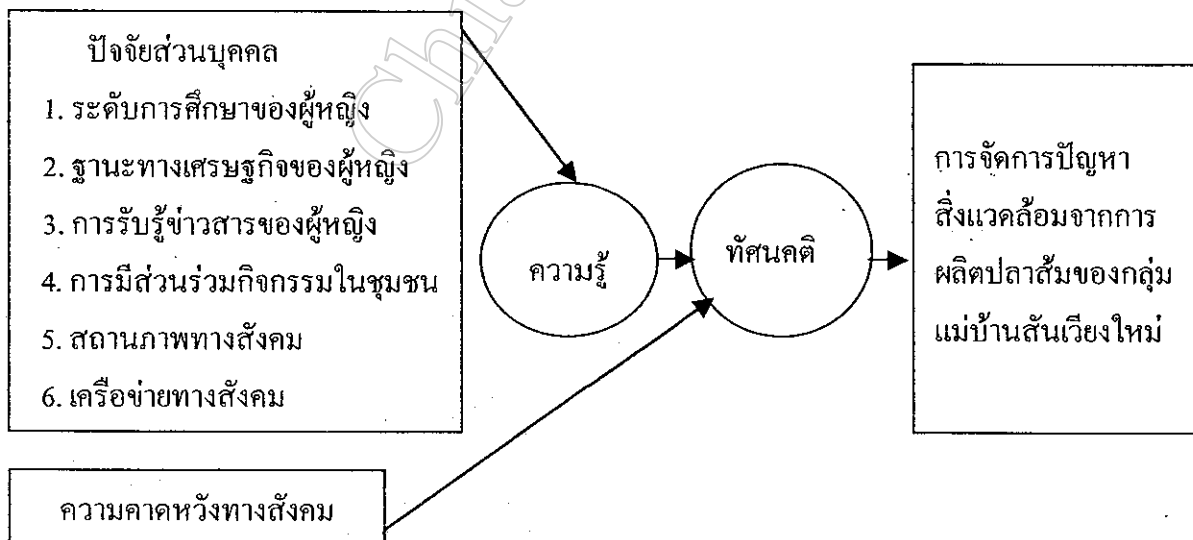 ปัจจัยส่วนบุคคล
1. ระดับการศึกษาของผู้หญิง
2. ฐานะทางเศรษฐกิจของผู้หญิง
3. การรับรู้ข่าวสารของผู้หญิง
4. การมีส่วนร่วมกิจกรรมในชุมชน
5. สถานภาพทางสังคม
6. เครือข่ายทางสังคม
ความรู้
ทัศนคติ
การจัดการปัญหา
สิ่งแวดล้อมจากการ
ผลิตปลาส้มของกลุ่ม
แม่บ้านสันเวียงใหม่
ความคาดหวังทางสังคม